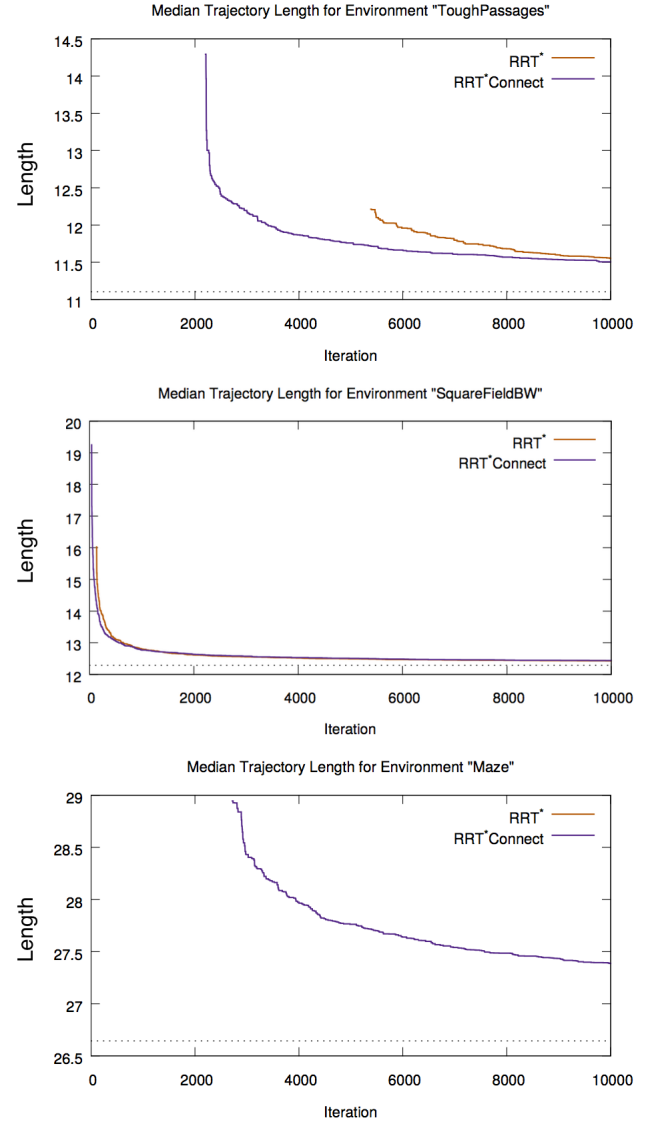 Median Trajectory Length for Environment "ToughPassages"
14.5
14
13.5
13
12.5
12
11.5
11
Length
RRT*
RRT*Connect
0 2000 4000 6000 8000 10000
Iteration
Median Trajectory Length for Environment "SquareFieldBW"
20
19
18
17
16
15
14
13
12
Length
RRT*
RRT*Connect
0 2000 4000 6000 8000 10000
Iteration
Median Trajectory Length for Environment "Maze"
29
28.5
28
27.5
27
26.5
Length
RRT*
RRT*Connect
0 2000 4000 6000 8000 10000
Iteration